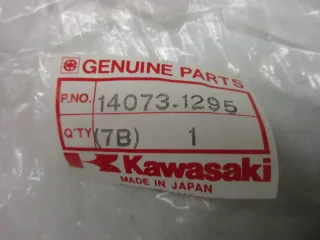 GENUINE PARTS
P.NO. 14073-1295
Q'TY (7B) 1
Kawasaki
MADE IN JAPAN